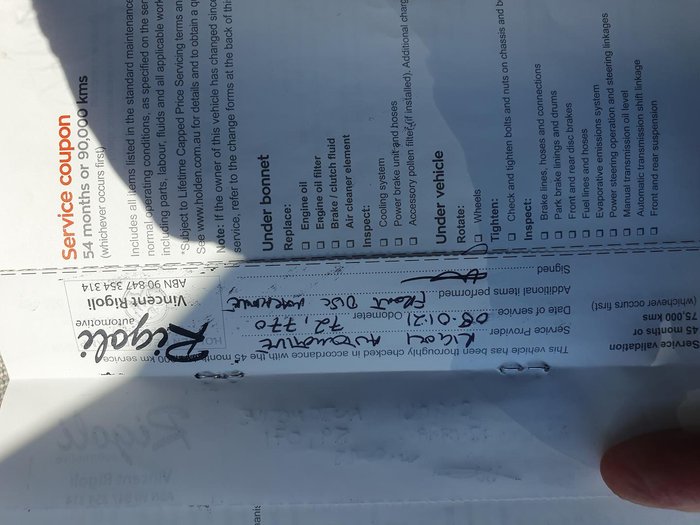 Service coupon
54 months or 90,000 kms
(whichever occurs first)
Includes all items listed in the standard maintenance
normal operating conditions, as specified on the ser
including parts, labour, fluids and all applicable work
*Subject to Lifetime Capped Price Servicing terms an
See www.holden.com.au for details and to obtain a q
Note: If the owner of this vehicle has changed since
service, refer to the change forms at the back of this
Under bonnet
Replace:
Engine oil
Engine oil filter
Brake / clutch fluid
Air cleaner element
Inspect:
Cooling system
Power brake unit and hoses
Accessory pollen filter (if installed). Additional charg
Under vehicle
Rotate:
Wheels
Tighten:
Check and tighten bolts and nuts on chassis and b
Inspect:
Brake lines, hoses and connections
Park brake linings and drums
Front and rear disc brakes
Fuel lines and hoses
Evaporative emissions system
Power steering operation and steering linkages
Manual transmission oil level
Automatic transmission shift linkage
Front and rear suspension
Service validation
months or
75,000 kms
whichever occurs first)
This vehicle has been thoroughly checked in accordance with the 45 month 000 km service
Service Provider Rigoli Automotive
Date of service 08.01.21 Odometer 72,770
Additional items performed Front Disc
Signed
Rigoli
automotive
Vincent Rigoli
ABN 90 847 354 314